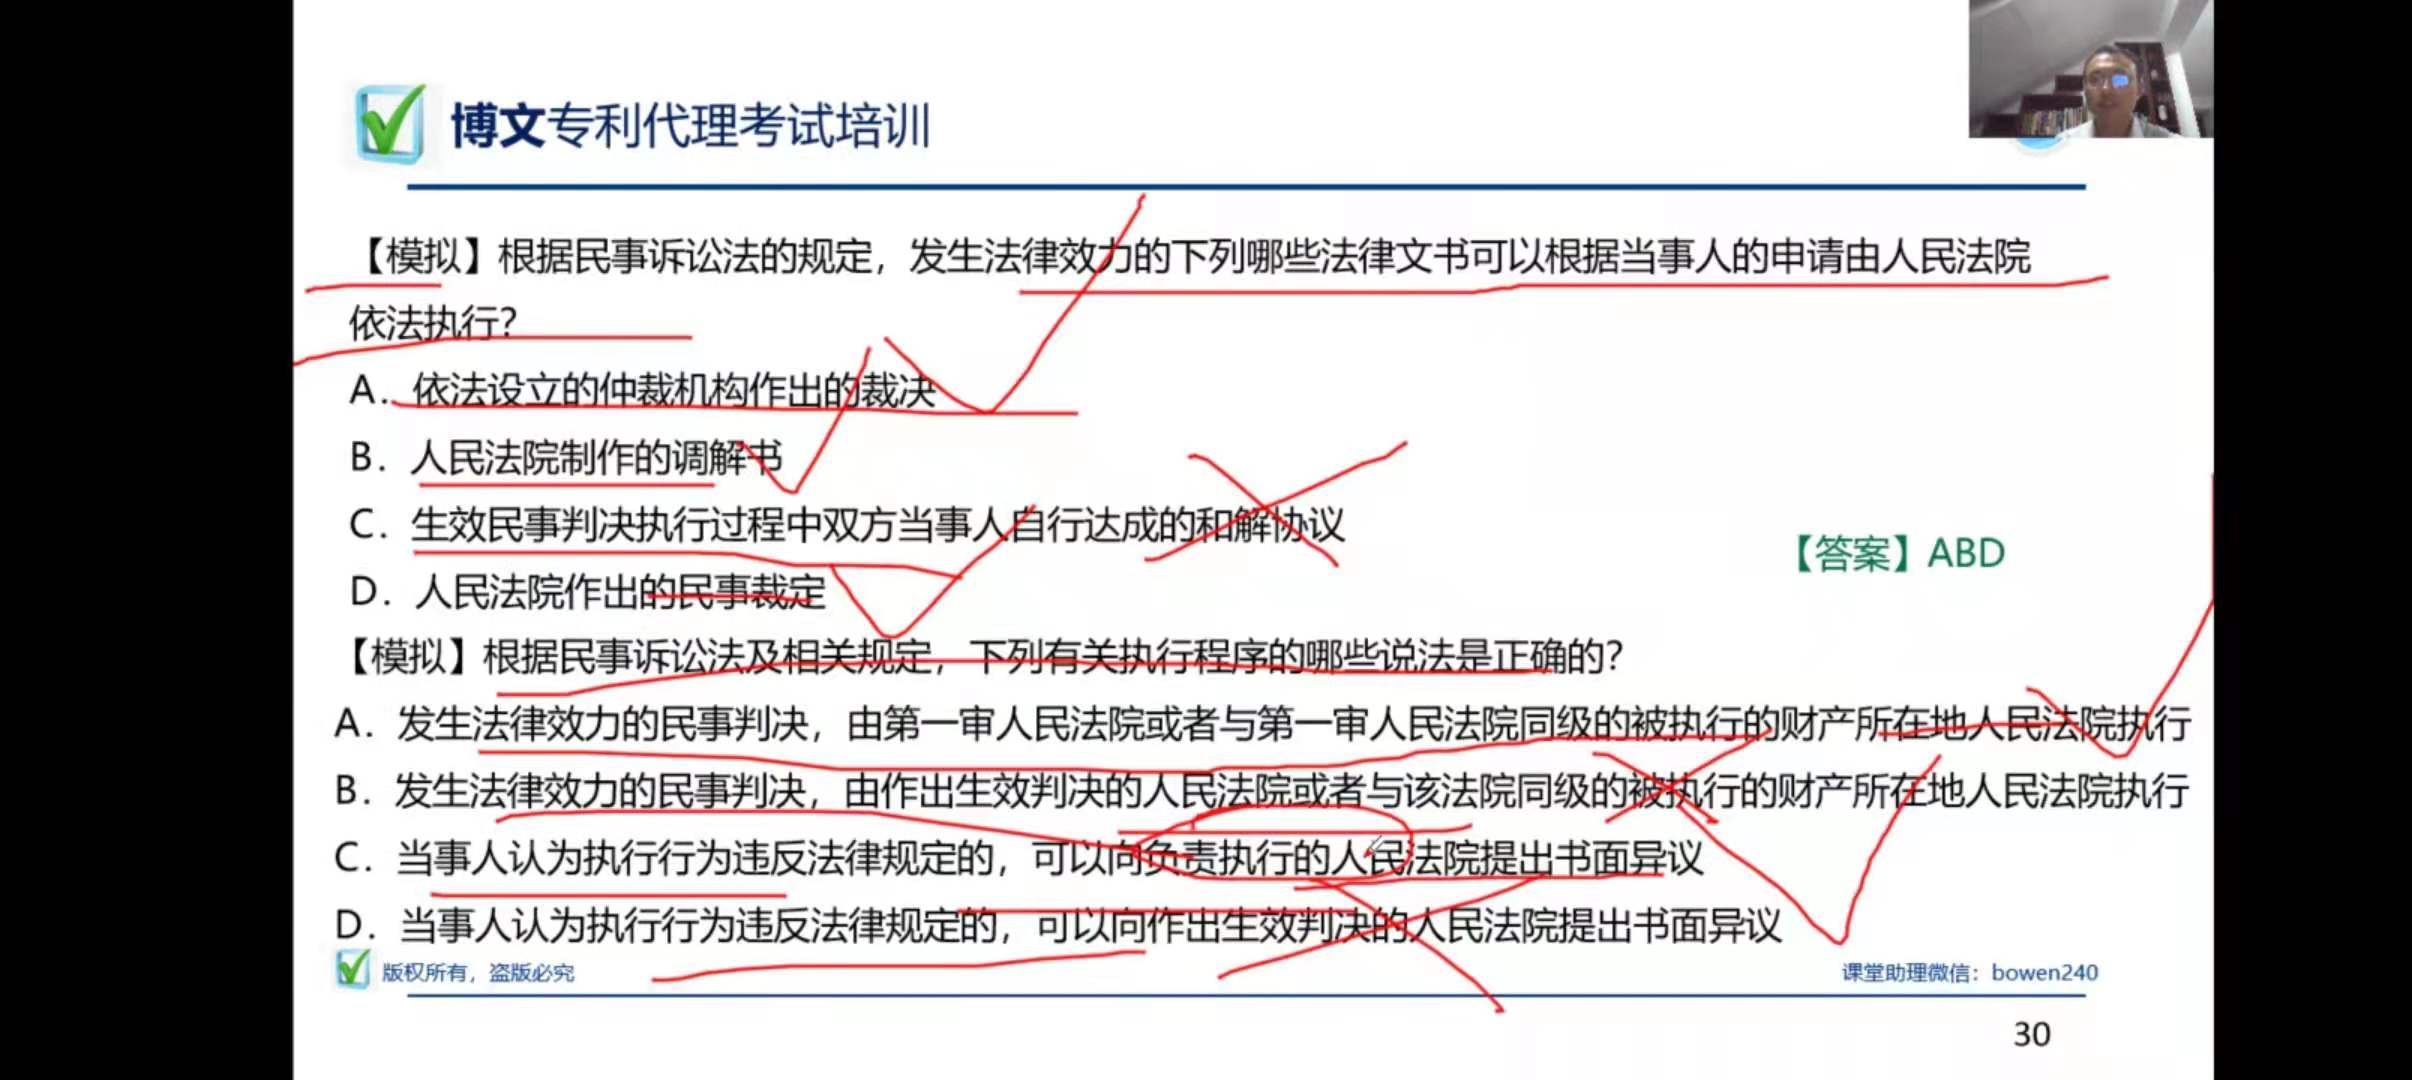 博文专利代理考试培训
【模拟】根据民事诉讼法的规定，发生法律效力的下列哪些法律文书可以根据当事人的申请由人民法院
依法执行？
A．依法设立的仲裁机构作出的裁决
B．人民法院制作的调解书
C．生效民事判决执行过程中双方当事人自行达成的和解协议
【答案】ABD
D．人民法院作出的民事裁定
【模拟】根据民事诉讼法及相关规定，下列有关执行程序的哪些说法是正确的？
A．发生法律效力的民事判决，由第一审人民法院或者与第一审人民法院同级的被执行的财产所在地人民法院执行
B．发生法律效力的民事判决，由作出生效判决的人民法院或者与该法院同级的被执行的财产所在地人民法院执行
C．当事人认为执行行为违反法律规定的，可以向负责执行的人民法院提出书面异议
D．当事人认为执行行为违反法律规定的，可以向作出生效判决的人民法院提出书面异议
版权所有，盗版必究
课堂助理微信：bowen240
30